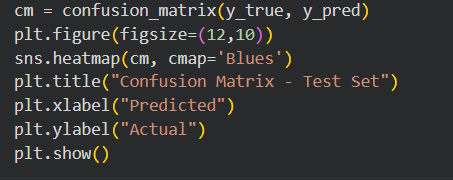 cm = confusion_matrix(y_true, y_pred)
plt.figure(figsize=(12,10))
sns.heatmap(cm, cmap='Blues')
plt.title("Confusion Matrix - Test Set")
plt.xlabel("Predicted")
plt.ylabel("Actual")
plt.show()